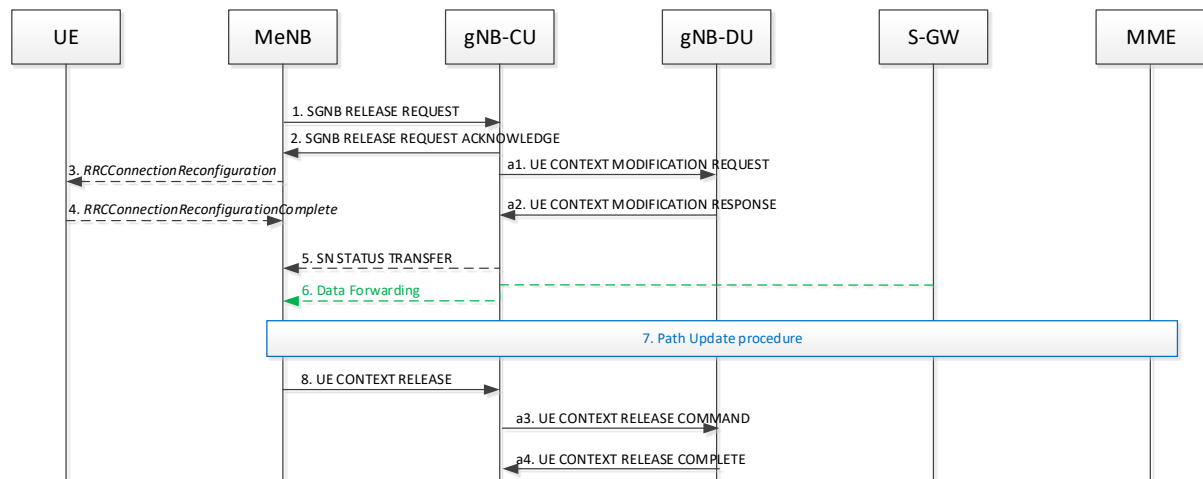 UE
MeNB
gNB-CU
gNB-DU
S-GW
MME
1. SGNB RELEASE REQUEST
2. SGNB RELEASE REQUEST ACKNOWLEDGE
a1. UE CONTEXT MODIFICATION REQUEST
3. RRCConnectionReconfiguration
4. RRCConnectionReconfigurationComplete
a2. UE CONTEXT MODIFICATION RESPONSE
5. SN STATUS TRANSFER
6. Data Forwarding
7. Path Update procedure
8. UE CONTEXT RELEASE
a3. UE CONTEXT RELEASE COMMAND
a4. UE CONTEXT RELEASE COMPLETE